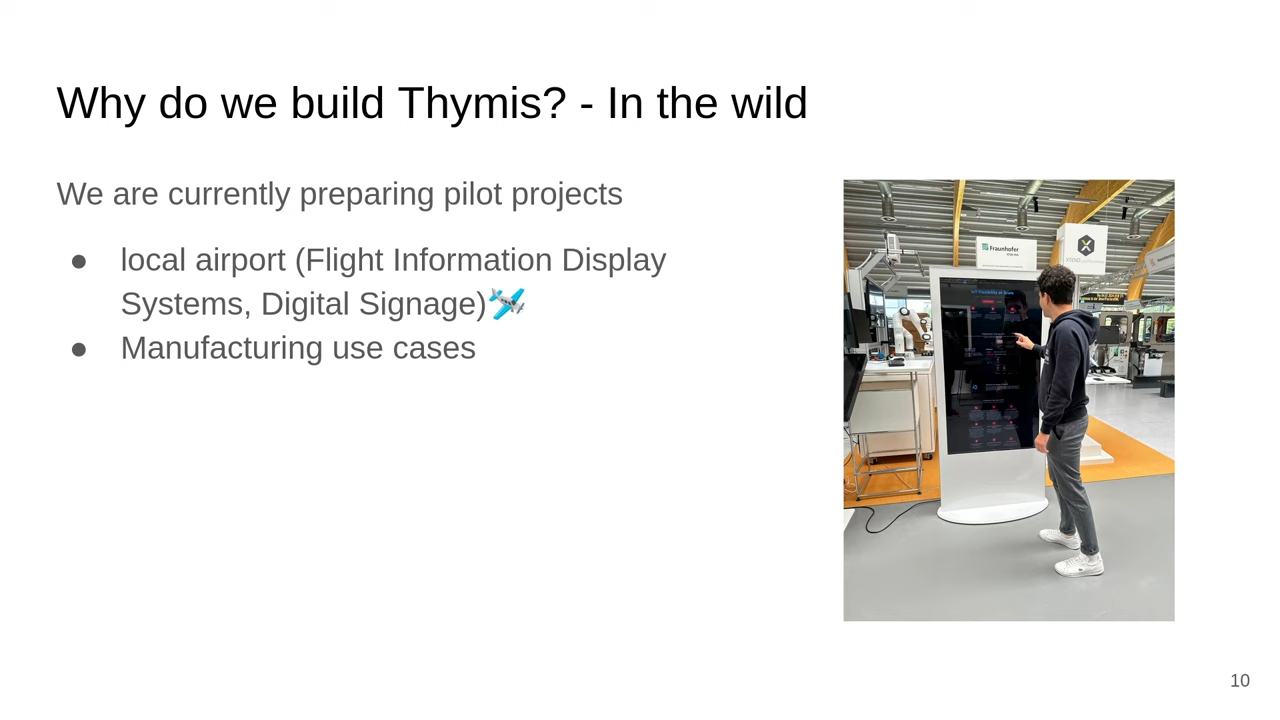 Why do we build Thymis? - In the wild
We are currently preparing pilot projects
● local airport (Flight Information Display
Systems, Digital Signage)🛩️
● Manufacturing use cases
Fraunhofer
10